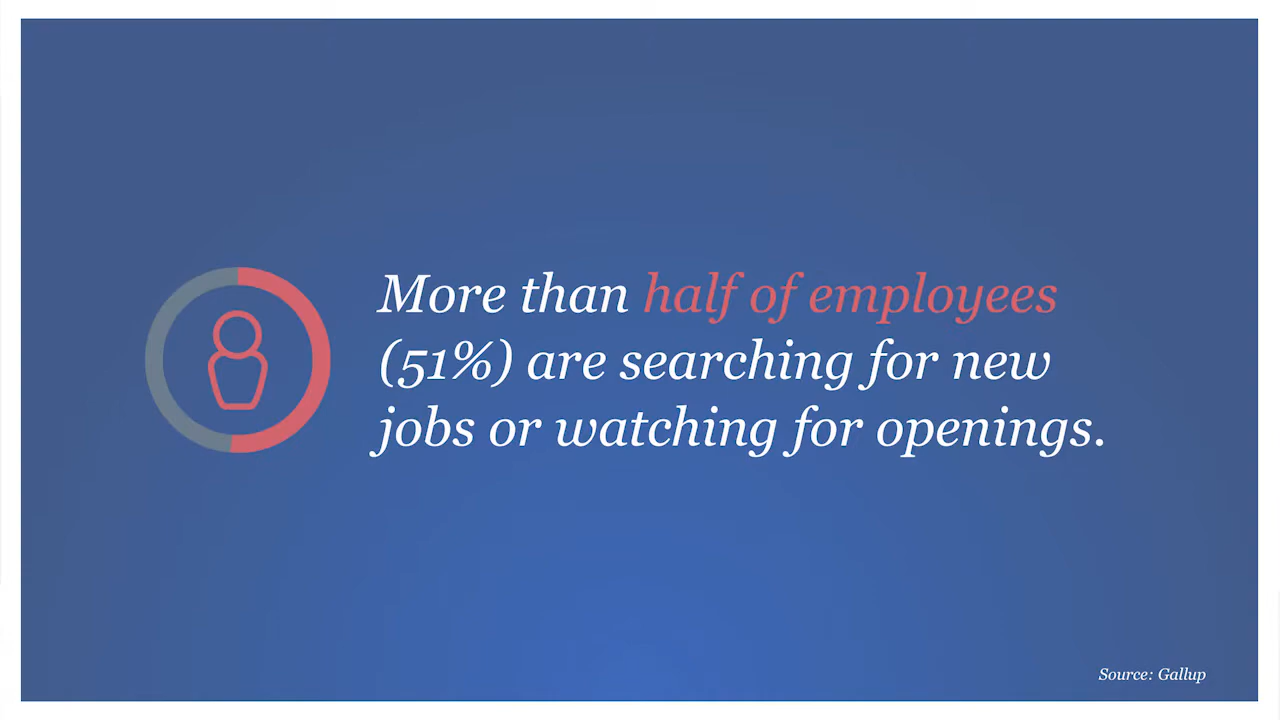 More than half of employees
(51%) are searching for new
jobs or watching for openings.
Source: Gallup